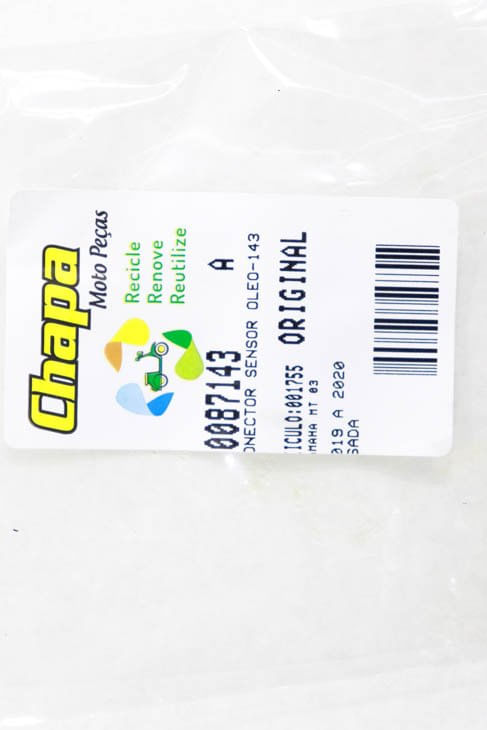 Chapa
Moto Peças
Recicle
Renove
Reutilize
0087143 A
ONECTOR SENSOR OLEO-143
ICULO:001755 ORIGINAL
MAHA MT 03
019 A 2020
SADA